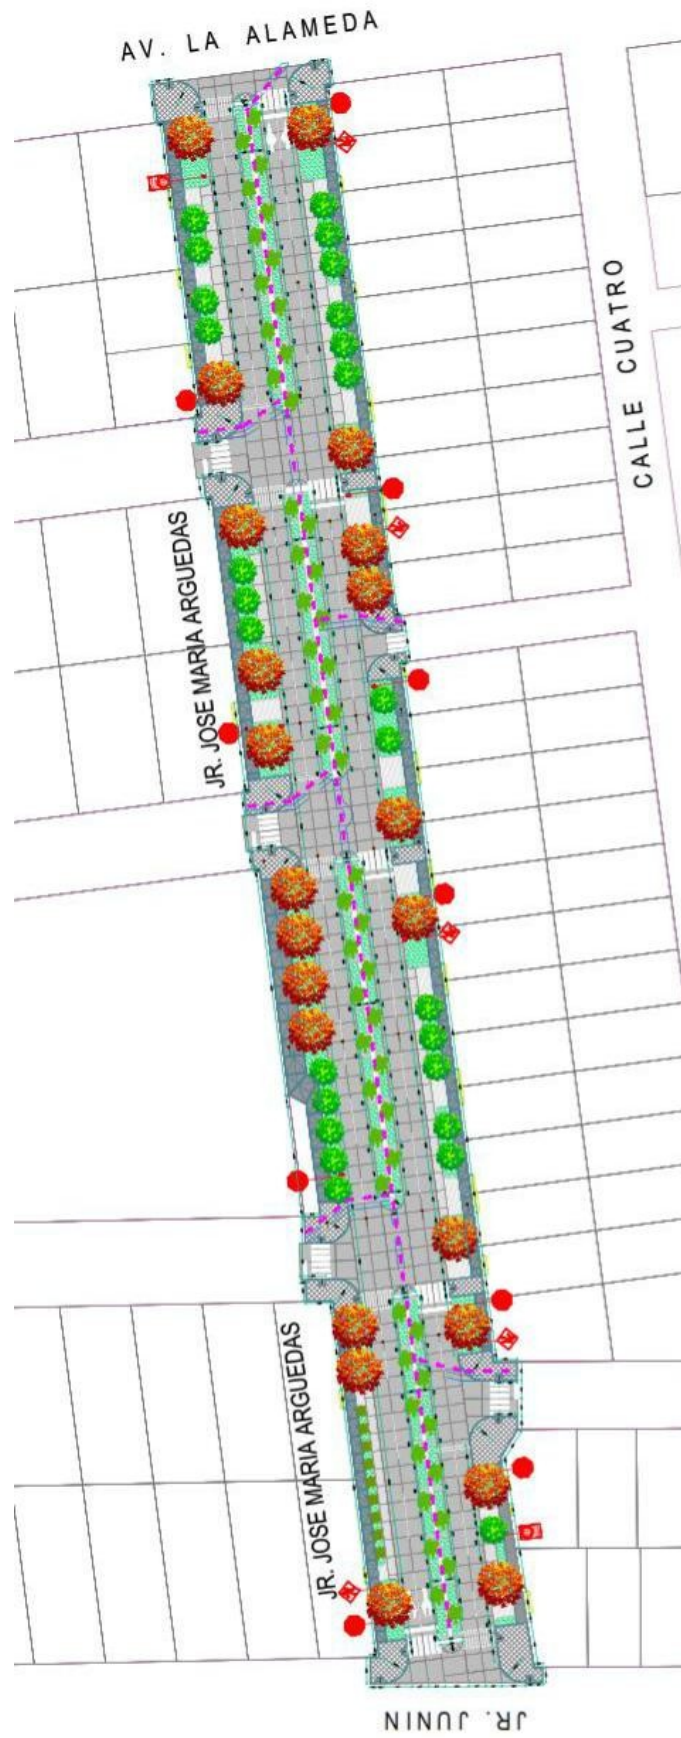 AV. LA ALAMEDA
CALLE CUATRO
JR. JOSE MARIA ARGUEDAS
JR. JOSE MARIA ARGUEDAS
JR. JUNIN